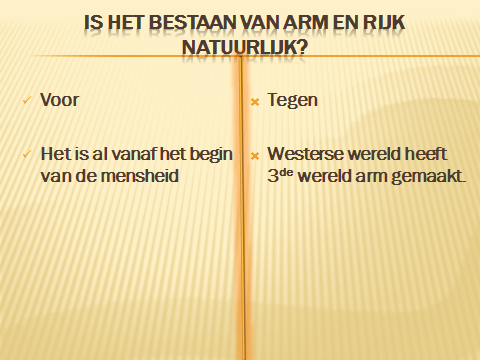 IS HET BESTAAN VAN ARM EN RIJK
NATUURLIJK?
Voor
Het is al vanaf het begin
van de mensheid
Tegen
Westerse wereld heeft
3de wereld arm gemaakt.